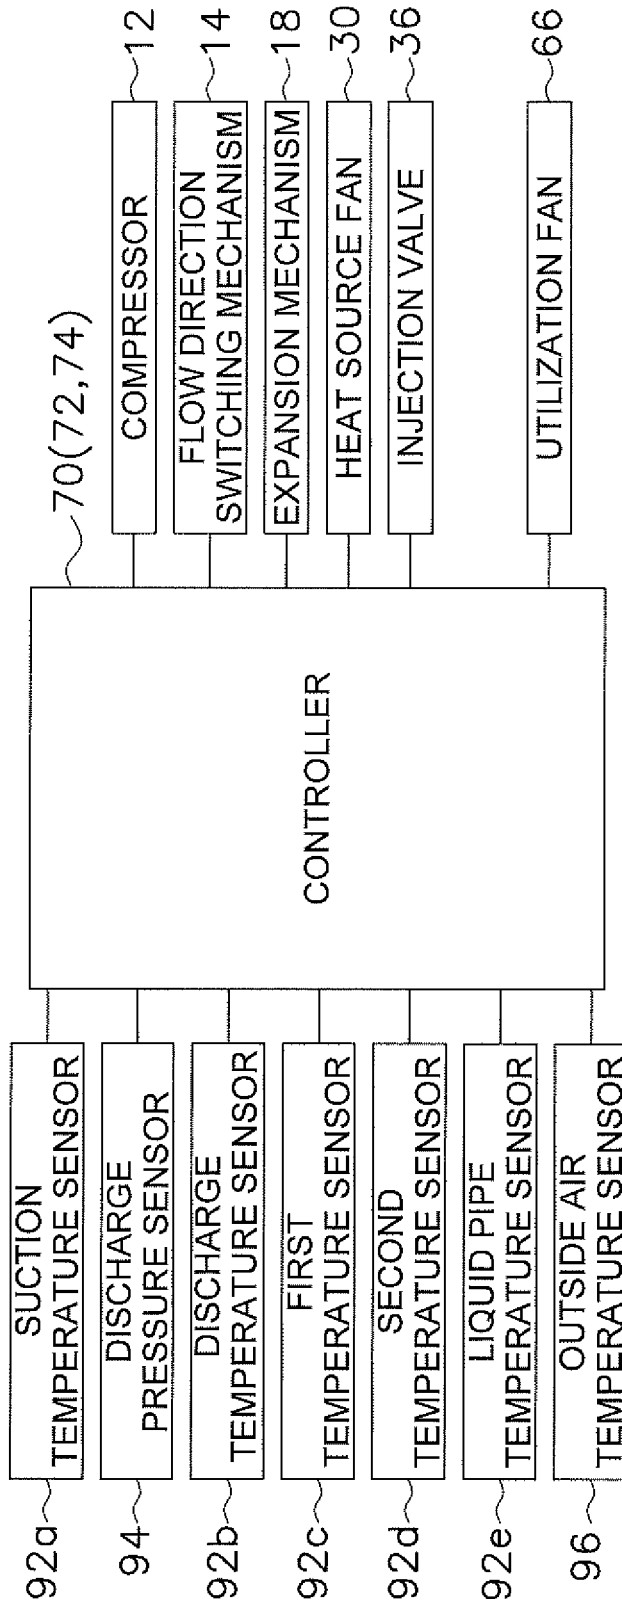 92a
SUCTION
TEMPERATURE SENSOR
94
DISCHARGE
PRESSURE SENSOR
92b
DISCHARGE
TEMPERATURE SENSOR
92c
FIRST
TEMPERATURE SENSOR
92d
SECOND
TEMPERATURE SENSOR
92e
LIQUID PIPE
TEMPERATURE SENSOR
96
OUTSIDE AIR
TEMPERATURE SENSOR
CONTROLLER
70(72,74)
COMPRESSOR
12
FLOW DIRECTION
SWITCHING MECHANISM
14
EXPANSION MECHANISM
18
HEAT SOURCE FAN
30
INJECTION VALVE
36
UTILIZATION FAN
66